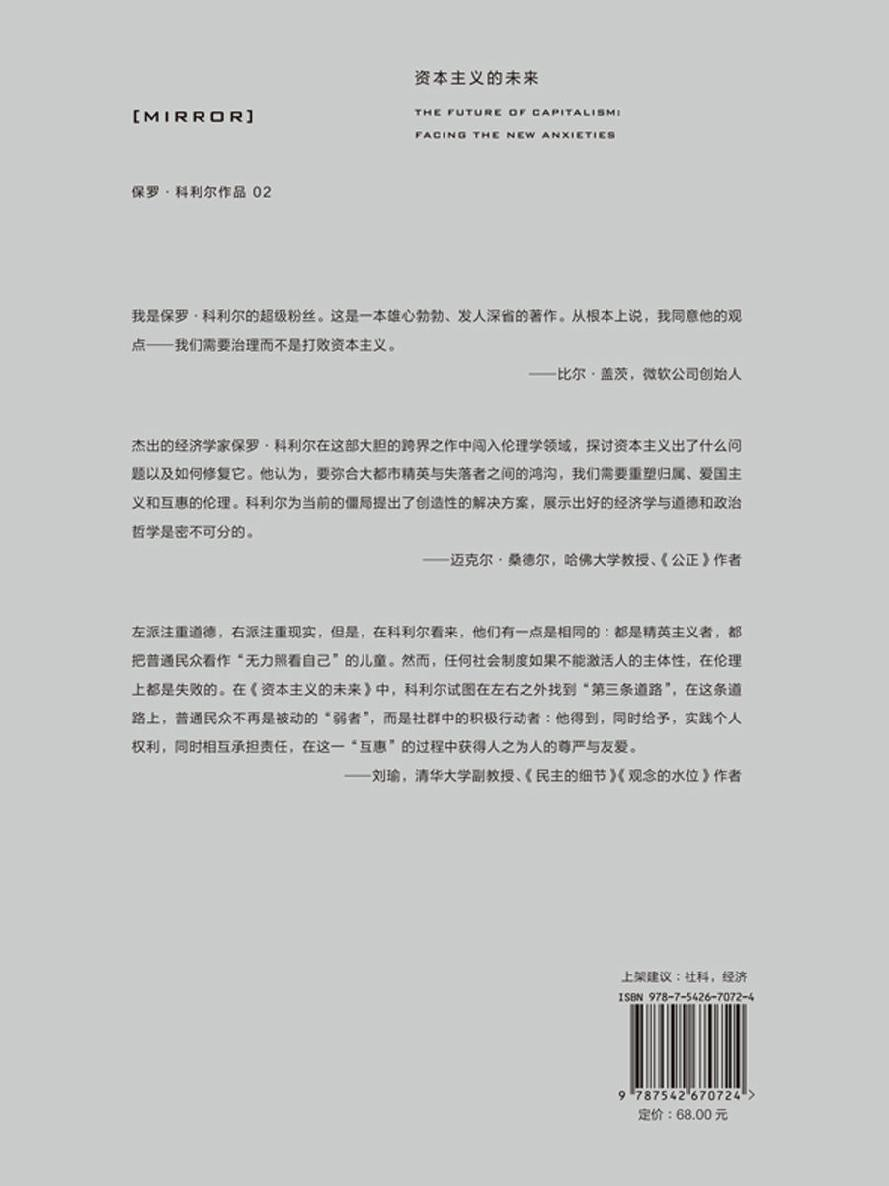 资本主义的未来
[MIRROR]
THE FUTURE OF CAPITALISM:
FACING THE NEW ANXIETIES
保罗·科利尔作品 02
我是保罗·科利尔的超级粉丝。这是一本雄心勃勃、发人深省的著作。从根本上说，我同意他的观
点——我们需要治理而不是打败资本主义。
——比尔·盖茨，微软公司创始人
杰出的经济学家保罗·科利尔在这部大胆的跨界之作中闯入伦理学领域，探讨资本主义出了什么问
题以及如何修复它。他认为，要弥合大都市精英与失落者之间的鸿沟，我们需要重塑归属、爱国主
义和互惠的伦理。科利尔为当前的僵局提出了创造性的解决方案，展示出好的经济学与道德和政治
哲学是密不可分的。
——迈克尔·桑德尔，哈佛大学教授、《公正》作者
左派注重道德，右派注重现实，但是，在科利尔看来，他们有一点是相同的：都是精英主义者，都
把普通民众看作“无力照看自己”的儿童。然而，任何社会制度如果不能激活人的主体性，在伦理
上都是失败的。在《资本主义的未来》中，科利尔试图在左右之外找到“第三条道路”，在这条道
路上，普通民众不再是被动的“弱者”，而是社群中的积极行动者：他得到，同时给予，实践个人
权利，同时相互承担责任，在这一“互惠”的过程中获得人之为人的尊严与友爱。
——刘瑜，清华大学副教授、《民主的细节》《观念的水位》作者
上架建议：社科，经济
ISBN 978-7-5426-7072-4
9 787542 670724 >
定价：68.00 元